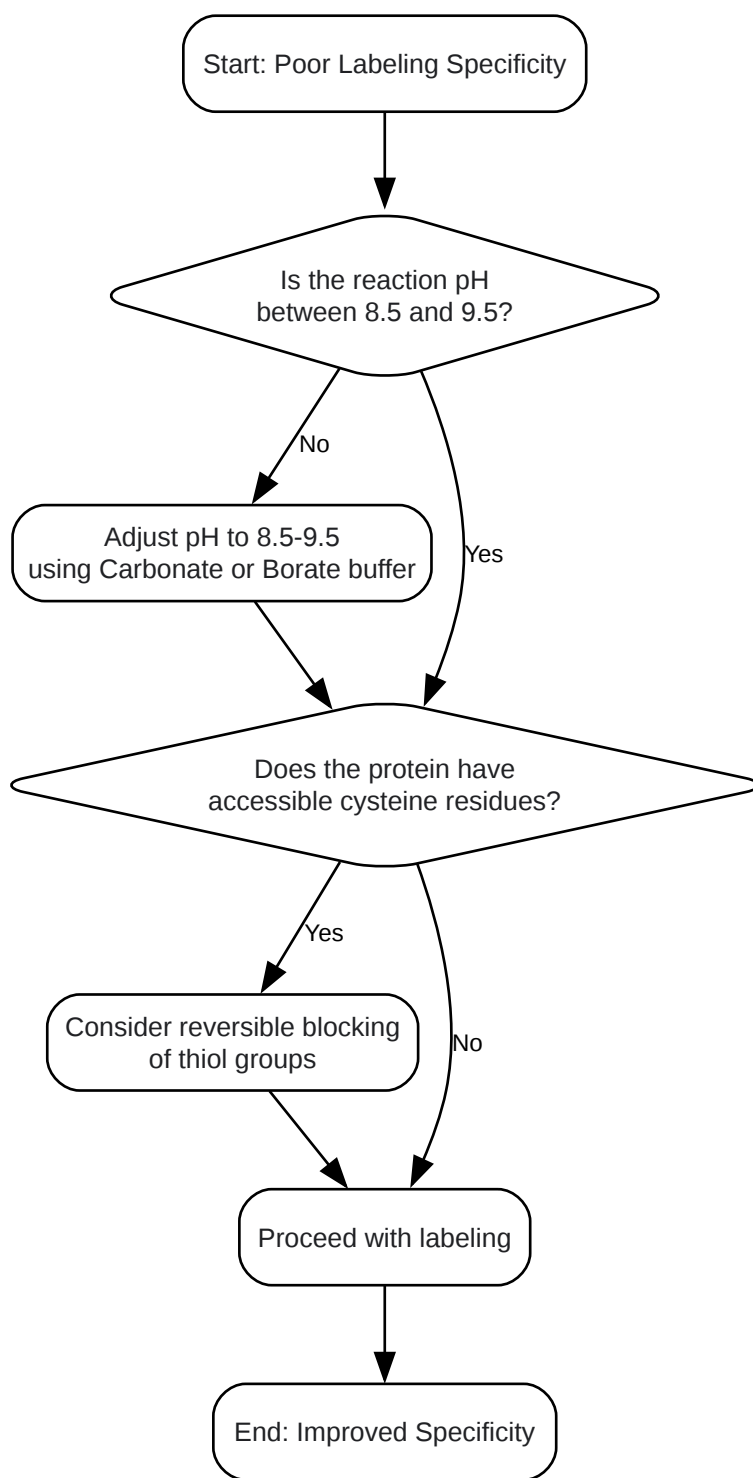 Start: Poor Labeling Specificity
Is the reaction pH
between 8.5 and 9.5?
No
Adjust pH to 8.5-9.5
using Carbonate or Borate buffer
Yes
Does the protein have
accessible cysteine residues?
Yes
Consider reversible blocking
of thiol groups
No
Proceed with labeling
End: Improved Specificity